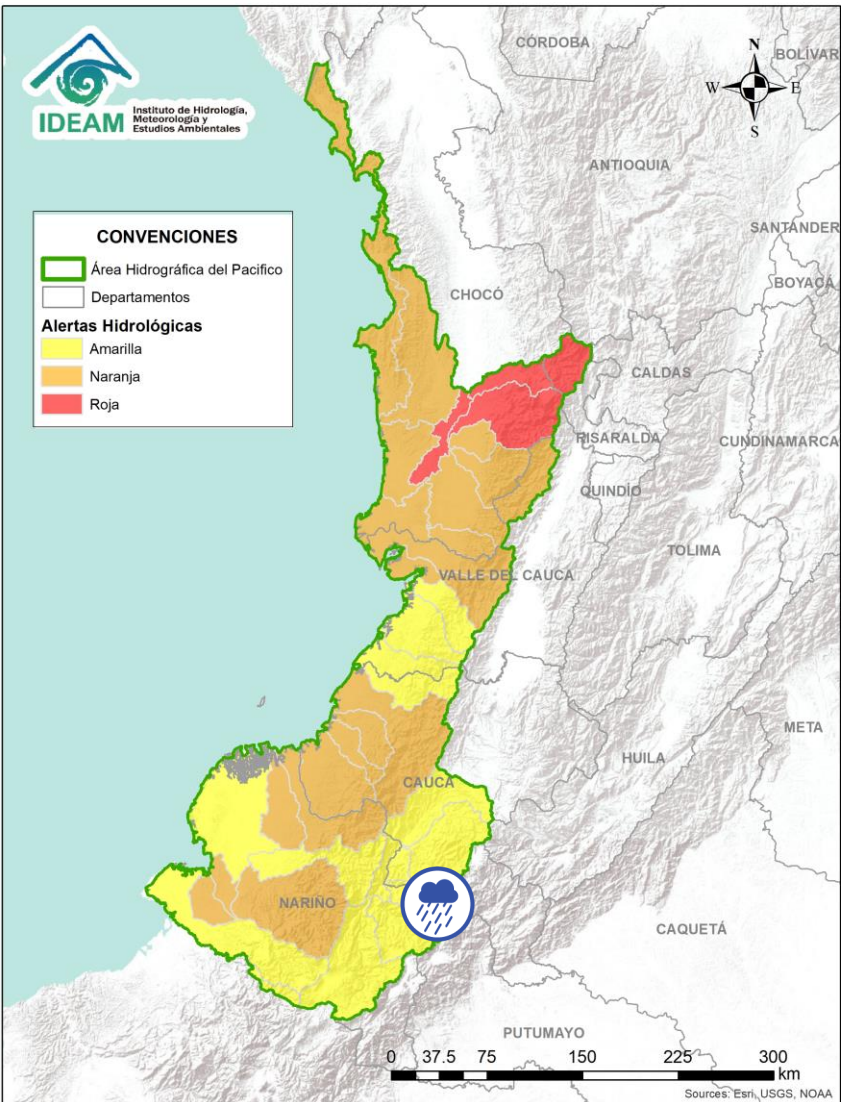 IDEAM
Instituto de Hidrología,
Meteorología y
Estudios Ambientales
N
W
E
S
CÓRDOBA
BOLÍVAR
ANTIOQUIA
SANTANDER
BOYACÁ
CONVENCIONES
Área Hidrográfica del Pacifico
Departamentos
Alertas Hidrológicas
Amarilla
Naranja
Roja
CHOCÓ
CALDAS
RISARALDA
CUNDINAMARCA
QUINDÍO
TOLIMA
VALLE DEL CAUCA
META
HUILA
CAUCA
NARIÑO
CAQUETÁ
PUTUMAYO
0 37.5 75 150 225 300
km
Sources: Esri, USGS, NOAA